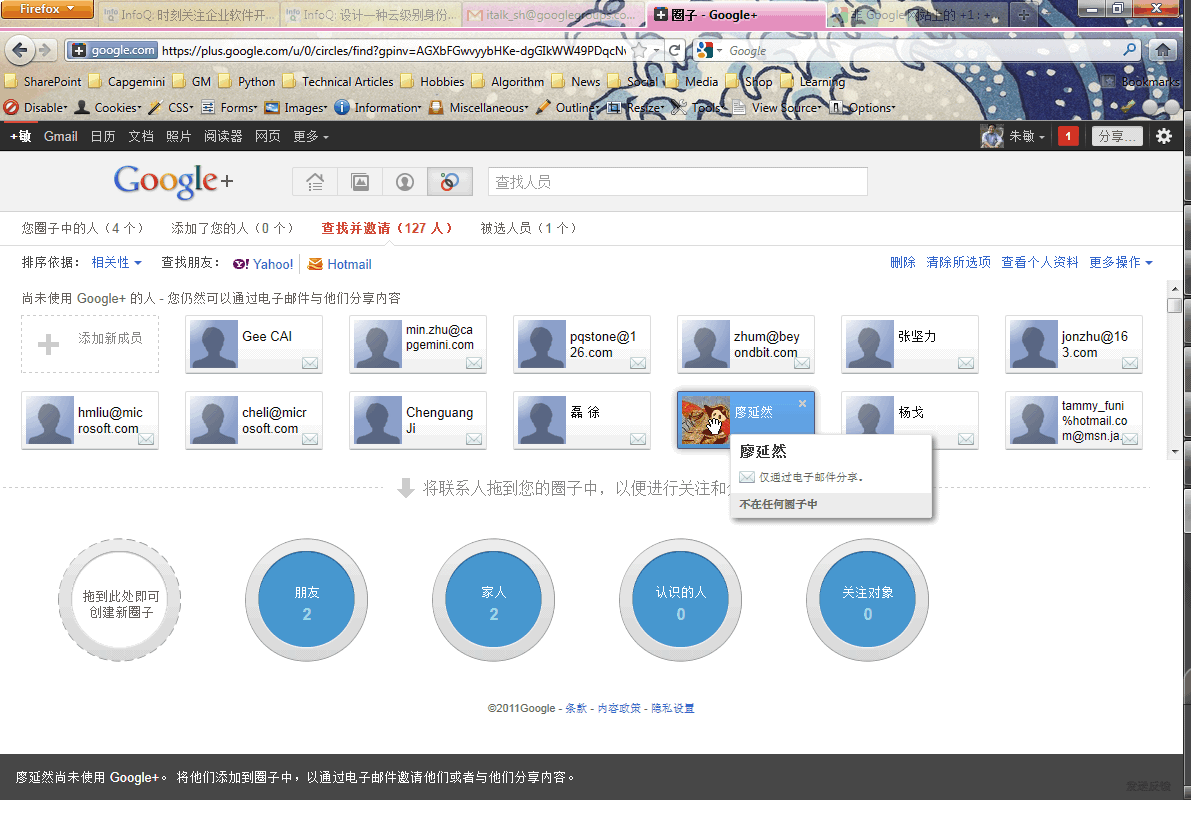 Firefox
InfoQ: 时刻关注企业软件开...
InfoQ: 设计一种云级别身份...
italk_sh@googlegroups.co...
圈子 - Google+
Google 网站上的 +1 : +...
google.com
https://plus.google.com/u/0/circles/find?gpinv=AGXbFGwvyybHKe-dgGIkWW49PDqcN
Google
SharePoint
Capgemini
GM
Python
Technical Articles
Hobbies
Algorithm
News
Social
Media
Shop
Learning
Bookmarks
Disable
Cookies
CSS
Forms
Images
Information
Miscellaneous
Outline
Resize
Tools
View Source
Options
+敏 Gmail 日历 文档 照片 阅读器 网页 更多
朱敏
1
分享...
Google+
查找人员
您圈子中的人（4 个）
添加了您的人（0 个）
查找并邀请（127 人）
被选人员（1 个）
排序依据： 相关性
查找朋友：
Yahoo!
Hotmail
删除 清除所选项 查看个人资料 更多操作
尚未使用 Google+ 的人 - 您仍然可以通过电子邮件与他们分享内容
添加新成员
Gee CAI
min.zhu@ca
pgemini.com
pqstone@1
26.com
zhum@bey
ondbit.com
张坚力
jonzhu@16
3.com
hmliu@mic
rosoft.com
cheli@micr
osoft.com
Chenguang
Ji
磊 徐
廖延然
杨戈
tammy_funi
%hotmail.co
m@msn.ja...
廖延然
仅通过电子邮件分享。
不在任何圈子中
将联系人拖到您的圈子中，以便进行关注和
拖到此处即可
创建新圈子
朋友
2
家人
2
认识的人
0
关注对象
0
©2011Google - 条款 - 内容政策 - 隐私设置
廖延然尚未使用 Google+。 将他们添加到圈子中，以通过电子邮件邀请他们或者与他们分享内容。
发送反馈